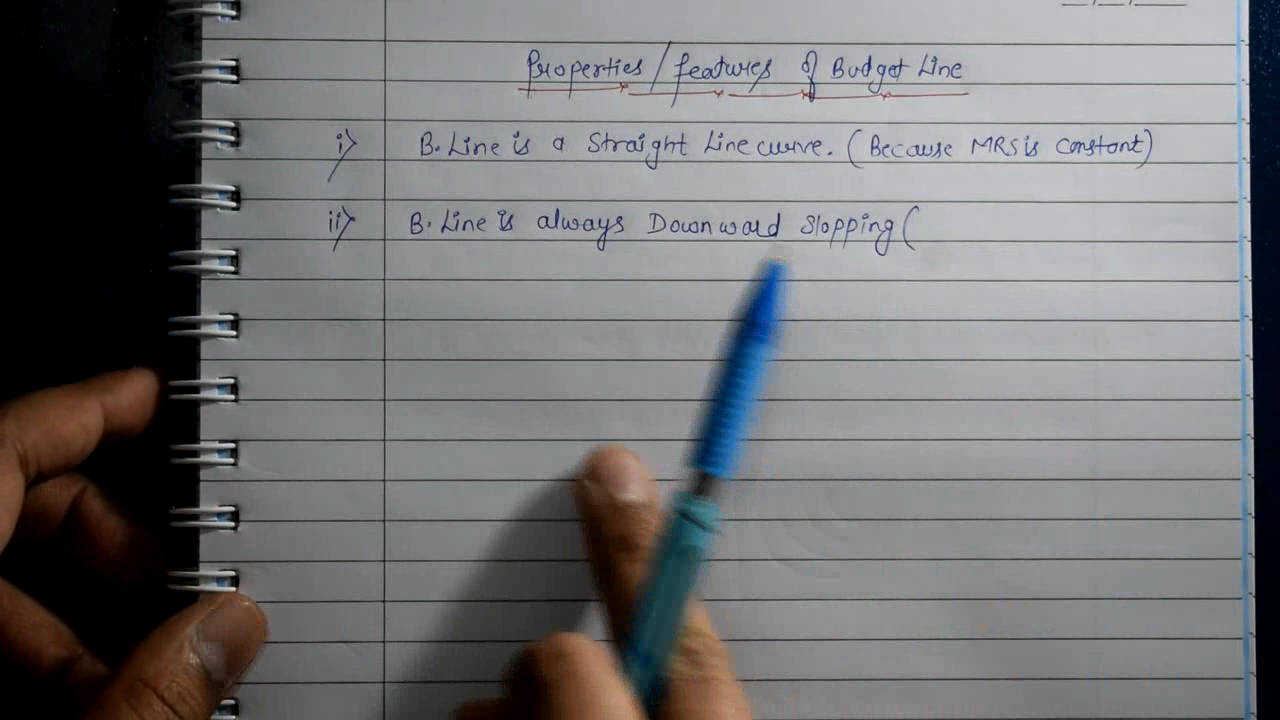 Properties / features of Budget Line
i) B. Line is a Straight Line curve. (Because MRS is constant)
ii) B. Line is always Downward Slopping (